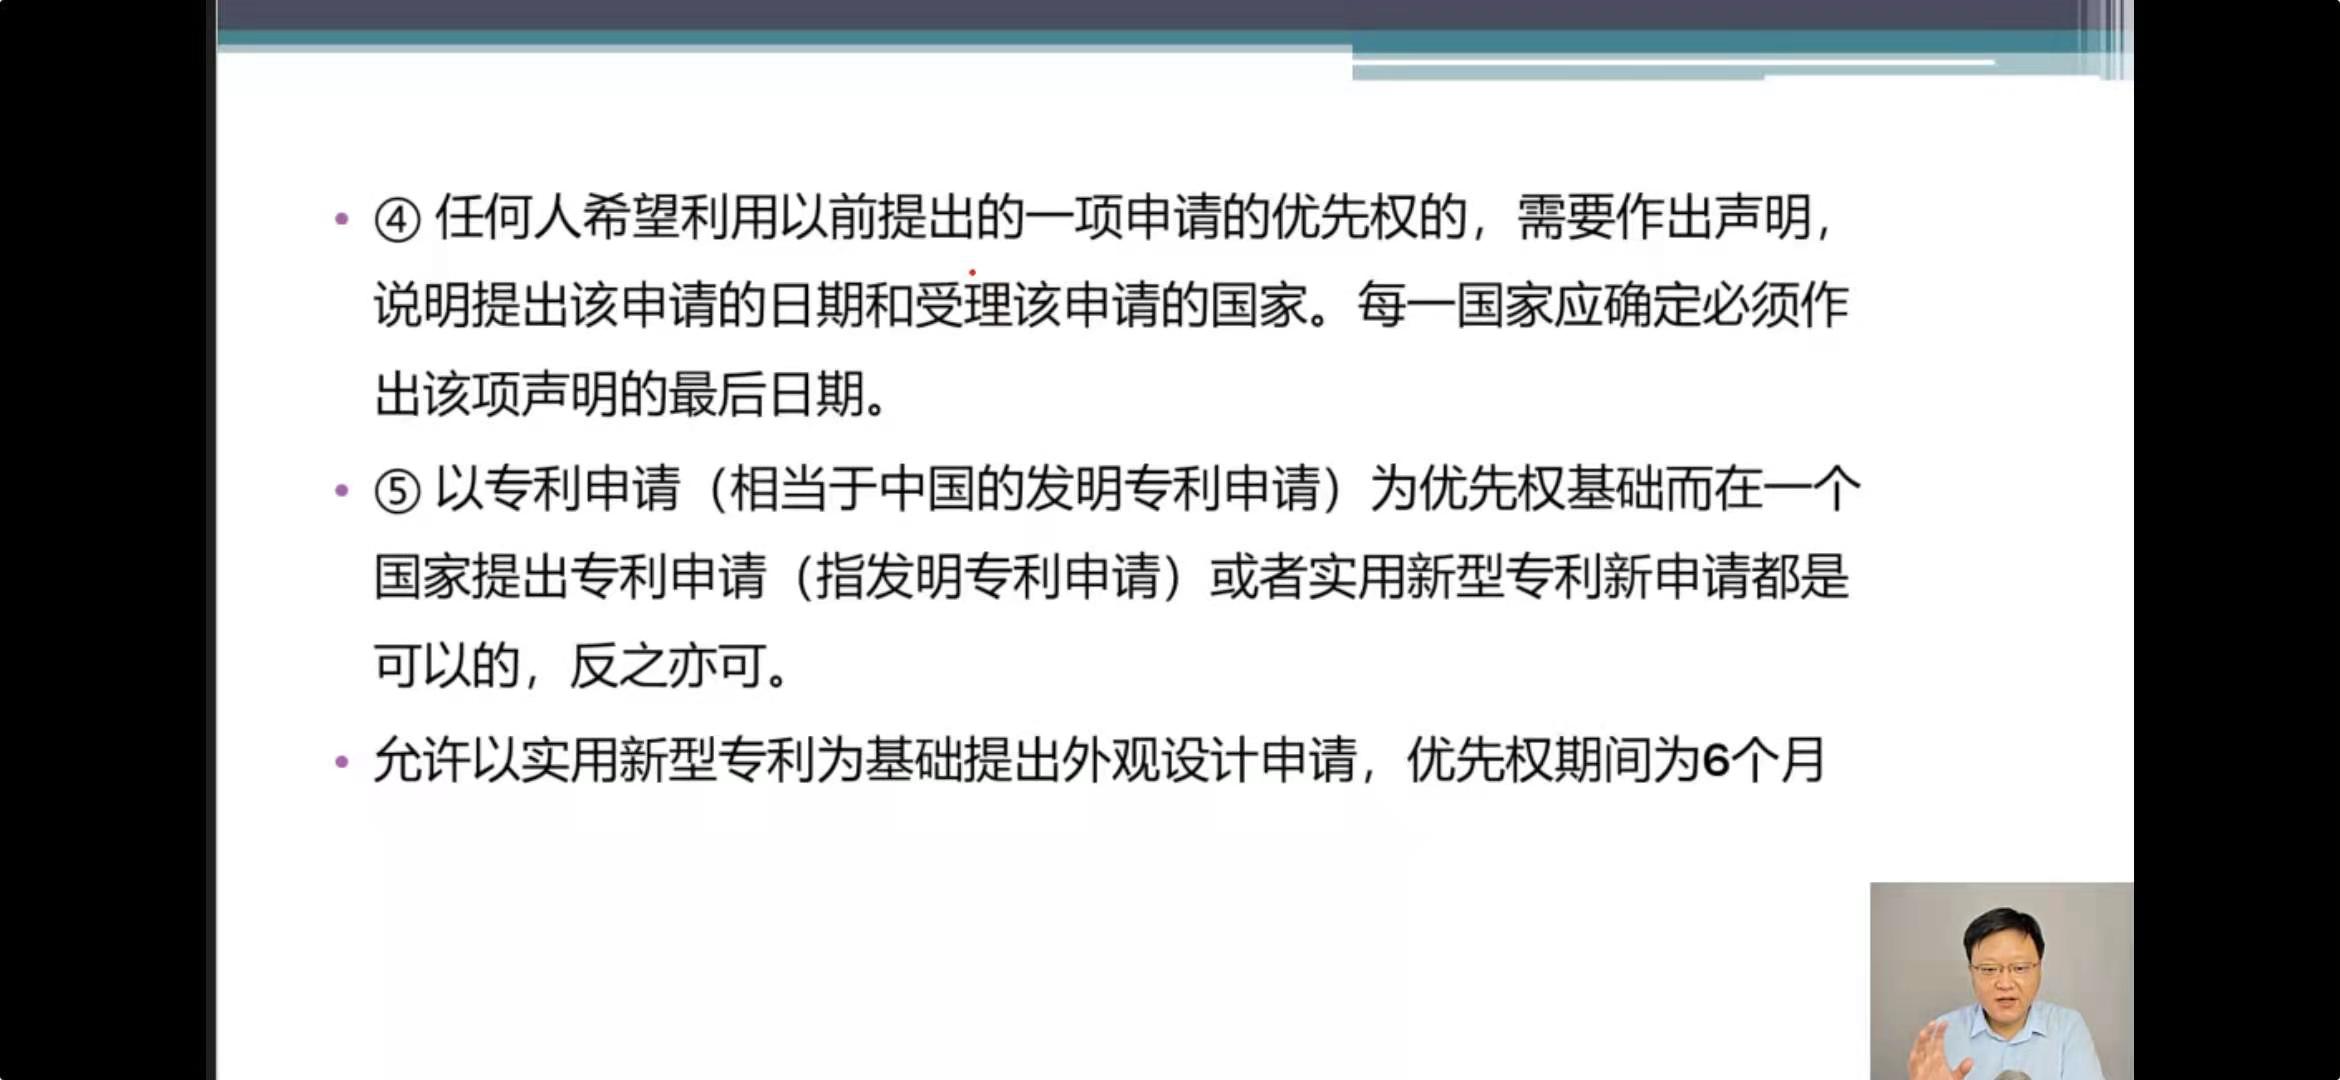 • ④ 任何人希望利用以前提出的一项申请的优先权的，需要作出声明，
说明提出该申请的日期和受理该申请的国家。每一国家应确定必须作
出该项声明的最后日期。
• ⑤ 以专利申请（相当于中国的发明专利申请）为优先权基础而在一个
国家提出专利申请（指发明专利申请）或者实用新型专利新申请都是
可以的，反之亦可。
• 允许以实用新型专利为基础提出外观设计申请，优先权期间为6个月